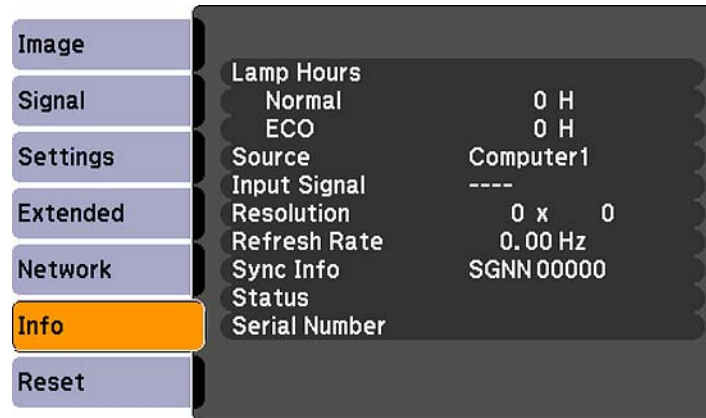 Image
Signal
Settings
Extended
Network
Info
Reset
Lamp Hours
Normal 0 H
ECO 0 H
Source Computer1
Input Signal ----
Resolution 0 x 0
Refresh Rate 0.00 Hz
Sync Info SGNN 00000
Status
Serial Number